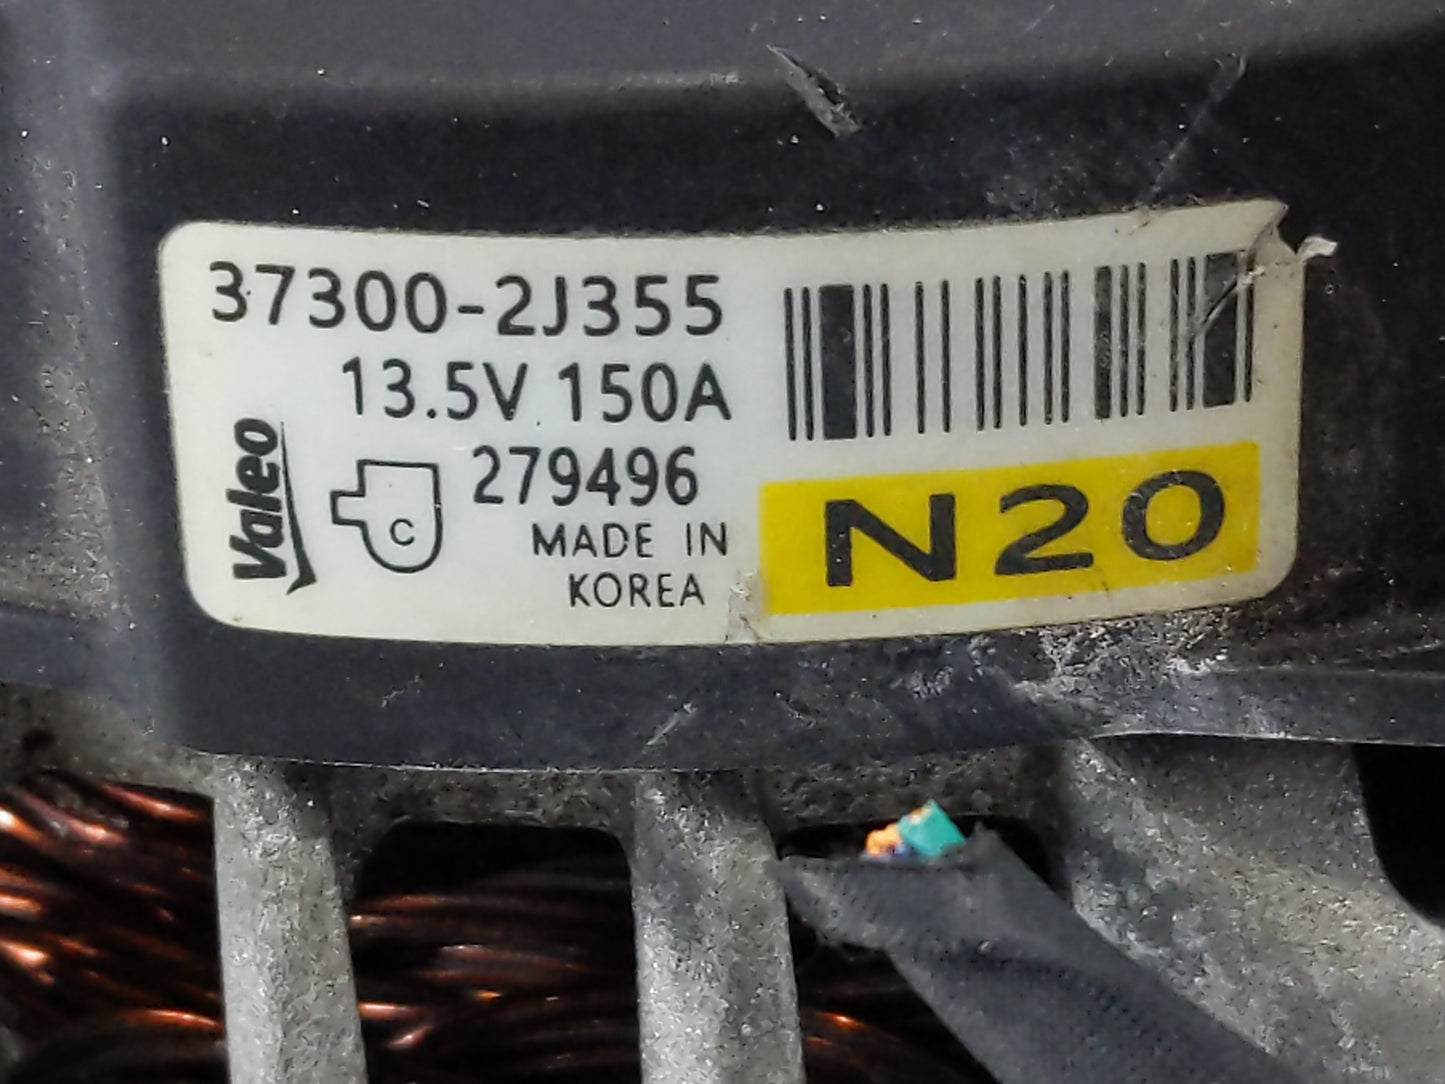 37300-2J355
13.5V 150A
Valeo
C
279496
MADE IN
KOREA
N20